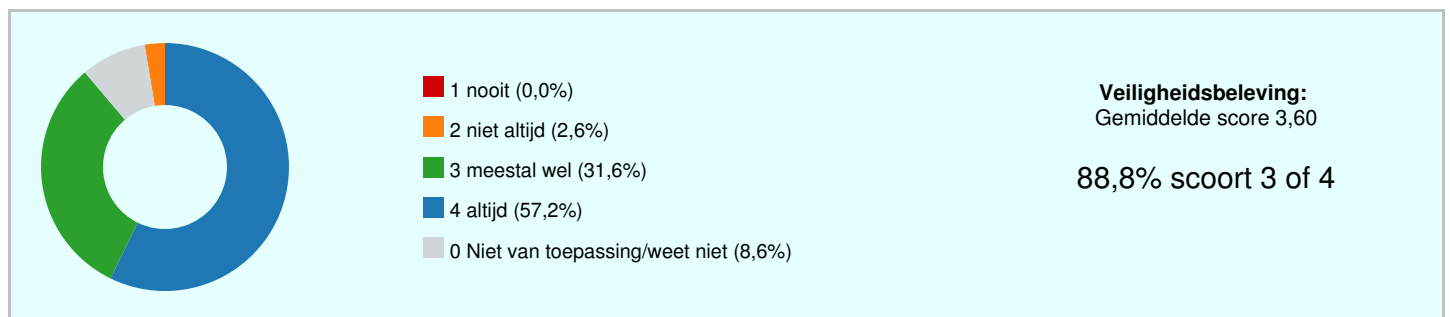 1 nooit (0,0%)
2 niet altijd (2,6%)
3 meestal wel (31,6%)
4 altijd (57,2%)
0 Niet van toepassing/weet niet (8,6%)
Veiligheidsbeleving:
Gemiddelde score 3,60
88,8% scoort 3 of 4